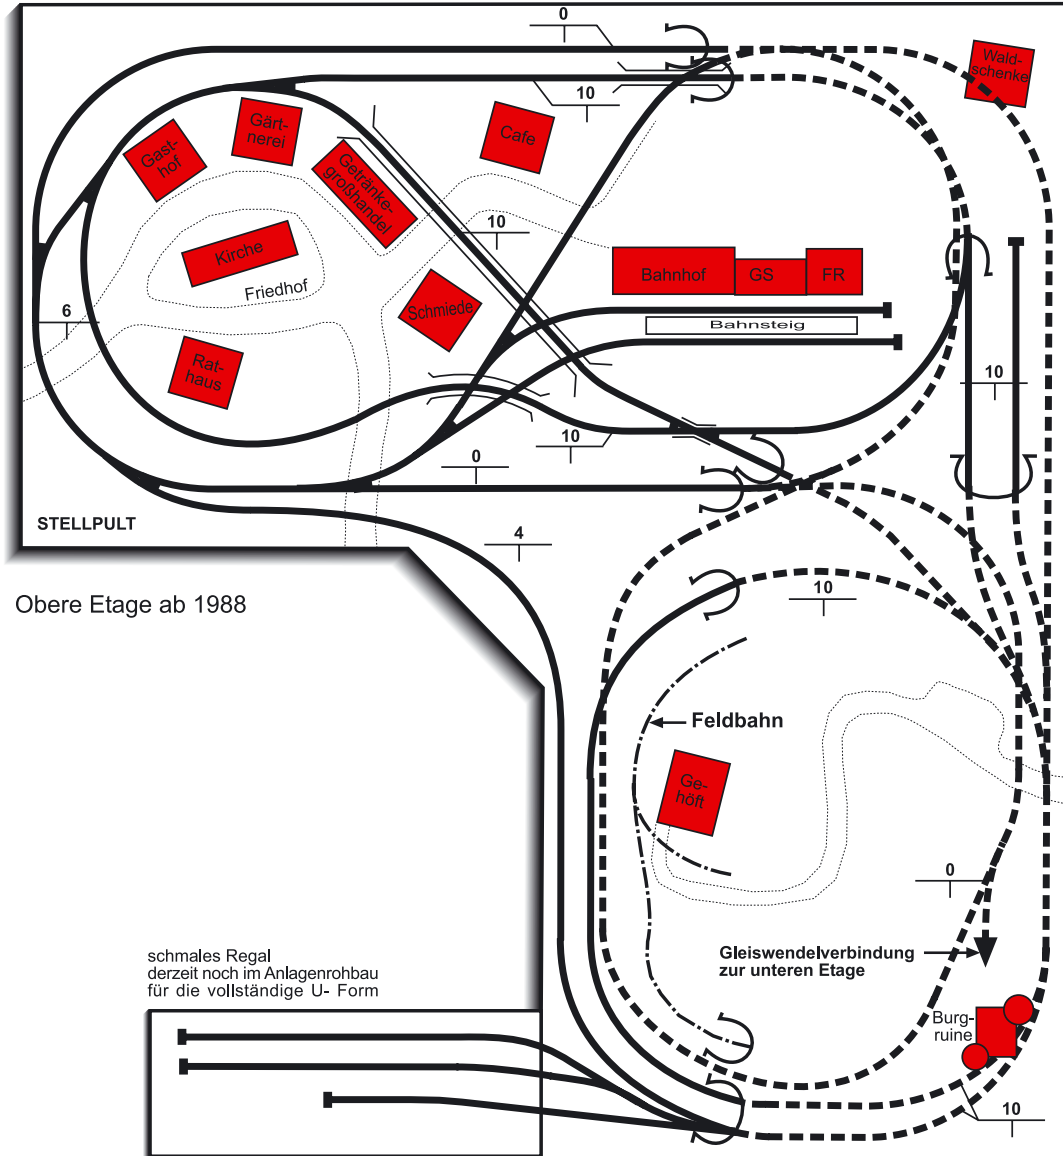 0
Wald-
schenke
10
Gärt-
nerei
Cafe
Gast-
hof
Getränke-
großhandel
10
Kirche
Bahnhof
GS
FR
Friedhof
Schmiede
6
Bahnsteig
Rat-
haus
10
10
0
STELLPULT
4
Obere Etage ab 1988
10
Feldbahn
Ge-
höft
0
Gleiswendelverbindung
zur unteren Etage
schmales Regal
derzeit noch im Anlagenrohbau
für die vollständige U- Form
Burg-
ruine
10